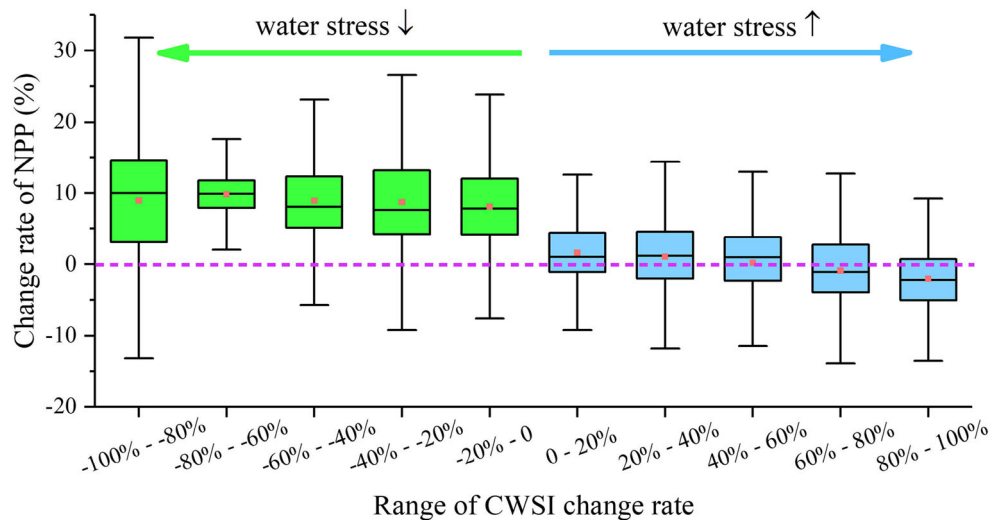 water stress ↓
water stress ↑
Change rate of NPP (%)
30
20
10
0
-10
-20
-100% - -80%
-80% - -60%
-60% - -40%
-40% - -20%
-20% - 0
0 - 20%
20% - 40%
40% - 60%
60% - 80%
80% - 100%
Range of CWSI change rate